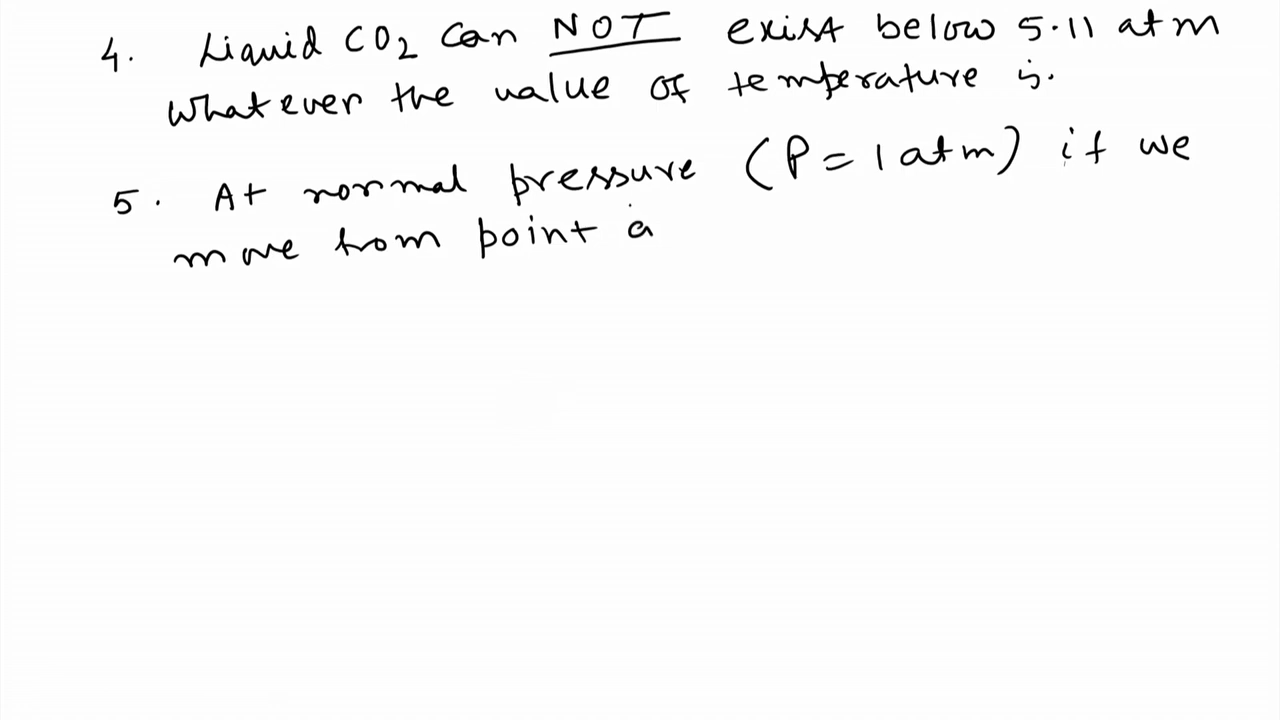 4. Liquid CO₂ can NOT exist below 5.11 atm
whatever the value of temperature is.
5. At normal pressure (P = 1 atm) if we
move from point a